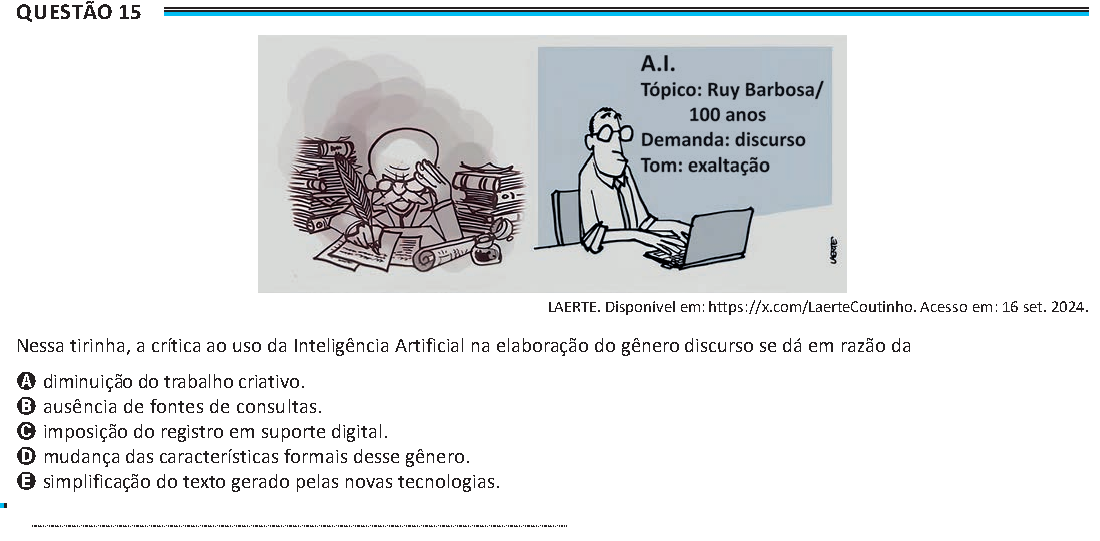 QUESTÃO 15
A.I.
Tópico: Ruy Barbosa/
100 anos
Demanda: discurso
Tom: exaltação
LAERTE
LAERTE. Disponível em: https://x.com/LaerteCoutinho. Acesso em: 16 set. 2024.
Nessa tirinha, a crítica ao uso da Inteligência Artificial na elaboração do gênero discurso se dá em razão da
A diminuição do trabalho criativo.
B ausência de fontes de consultas.
C imposição do registro em suporte digital.
D mudança das características formais desse gênero.
E simplificação do texto gerado pelas novas tecnologias.